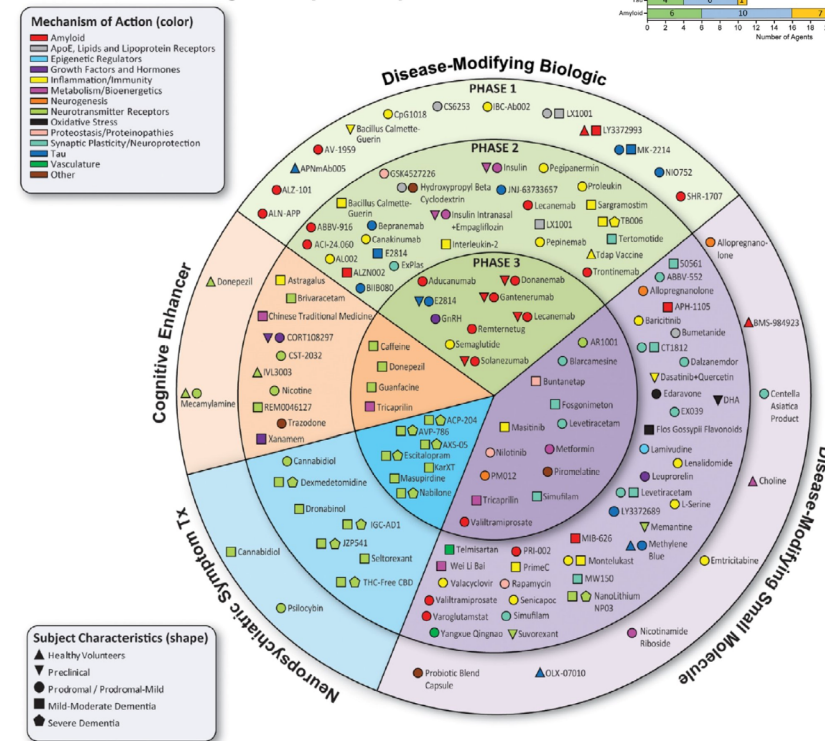 Mechanism of Action (color)
Amyloid
ApoE, Lipids and Lipoprotein Receptors
Epigenetic Regulators
Growth Factors and Hormones
Inflammation/Immunity
Metabolism/Bioenergetics
Neurogenesis
Neurotransmitter Receptors
Oxidative Stress
Proteostasis/Proteinopathies
Synaptic Plasticity/Neuroprotection
Tau
Vasculature
Other
Amyloid
6
10
7
0 2 4 6 8 10 12 14 16 18
Number of Agents
Disease-Modifying Biologic
PHASE 1
CpG1018
CS6253
IBC-Ab002
LX1001
Bacillus Calmette-
Guerin
LY3372993
AV-1959
MK-2214
APNmAb005
NIO752
ALZ-101
SHR-1707
ALN-APP
PHASE 2
GSK4527226
Insulin
Pegipanermin
Hydroxypropyl Beta
Cyclodextrin
JNJ-63733657
Proleukin
Bacillus Calmette-
Guerin
Lecanemab
Sargramostim
Insulin Intranasal
+Empagliflozin
TB006
ABBV-916
Bepranemab
LX1001
Tertomotide
ACI-24.060
Canakinumab
Interleukin-2
Pepinemab
E2814
Tdap Vaccine
AL002
ExPlas
ALZN002
Trontinemab
BIIB080
PHASE 3
Aducanumab
Donanemab
E2814
Gantenerumab
GnRH
Lecanemab
Remternetug
Semaglutide
Solanezumab
Cognitive Enhancer
Donepezil
Mecamylamine
Astragalus
Brivaracetam
Chinese Traditional Medicine
CORT108297
CST-2032
IVL3003
Nicotine
REM0046127
Trazodone
Xanamem
Caffeine
Donepezil
Guanfacine
Tricaprilin
Neuropsychiatric Symptom Tx
ACP-204
AVP-786
AXS-05
Escitalopram
KarXT
Masupirdine
Nabilone
Cannabidiol
Dexmedetomidine
Dronabinol
IGC-AD1
JZP541
Seltorexant
THC-Free CBD
Cannabidiol
Psilocybin
Disease-Modifying Small Molecule
AR1001
Blarcamesine
Buntanetap
Fosgonimeton
Levetiracetam
Masitinib
Metformin
Nilotinib
Piromelatine
PM012
Tricaprilin
Simufilam
Valiltramiprosate
S0561
ABBV-552
Allopregnanolone
APH-1105
Baricitinib
Bumetanide
CT1812
Dalzanemdor
Dasatinib+Quercetin
Edaravone
DHA
EX039
Flos Gossypii Flavonoids
Lamivudine
Lenalidomide
Leuprorelin
Levetiracetam
L-Serine
LY3372689
Memantine
Methylene
Blue
MIB-626
Montelukast
MW150
NanoLithium
NP03
Telmisartan
PRI-002
Wei Li Bai
PrimeC
Valacyclovir
Rapamycin
Valiltramiprosate
Senicapoc
Varoglutamstat
Simufilam
Yangxue Qingnao
Suvorexant
Allopregnano-
lone
BMS-984923
Centella
Asiatica
Product
Choline
Emtricitabine
Nicotinamide
Riboside
OLX-07010
Probiotic Blend
Capsule
Subject Characteristics (shape)
Healthy Volunteers
Preclinical
Prodromal / Prodromal-Mild
Mild-Moderate Dementia
Severe Dementia